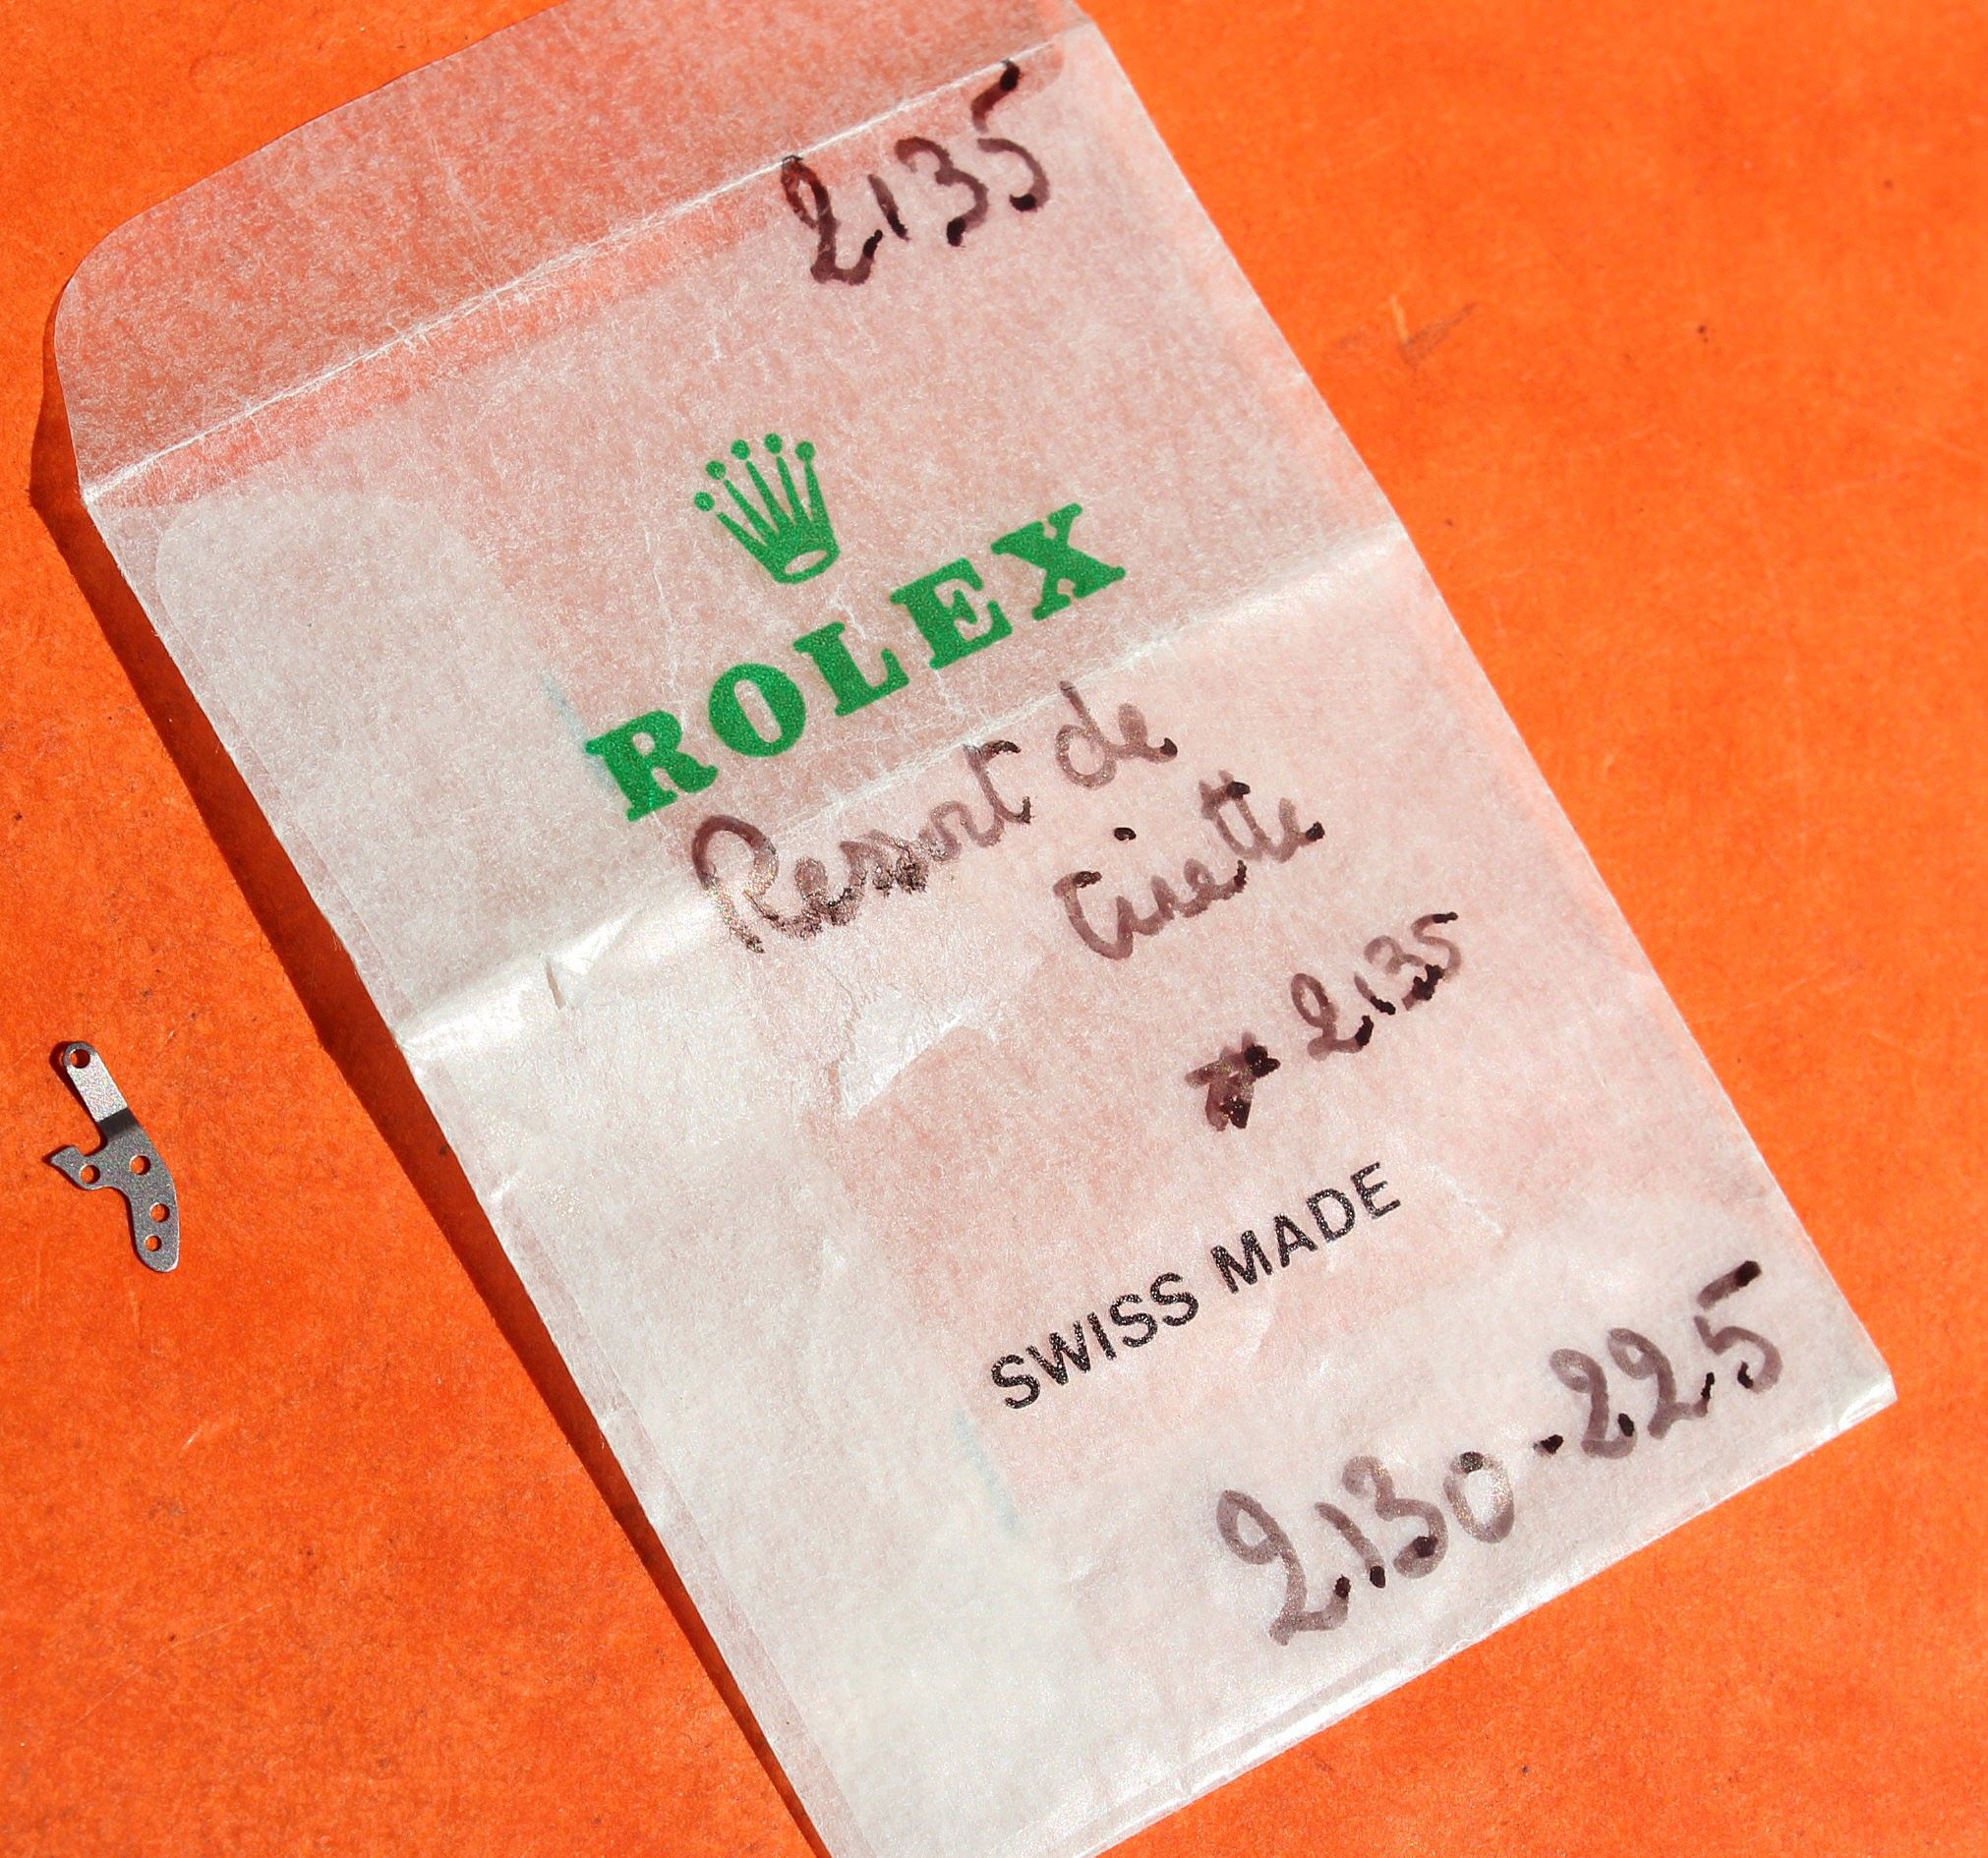 2135
ROLEX
Ressort de
tirette
# 2135
SWISS MADE
2130-225